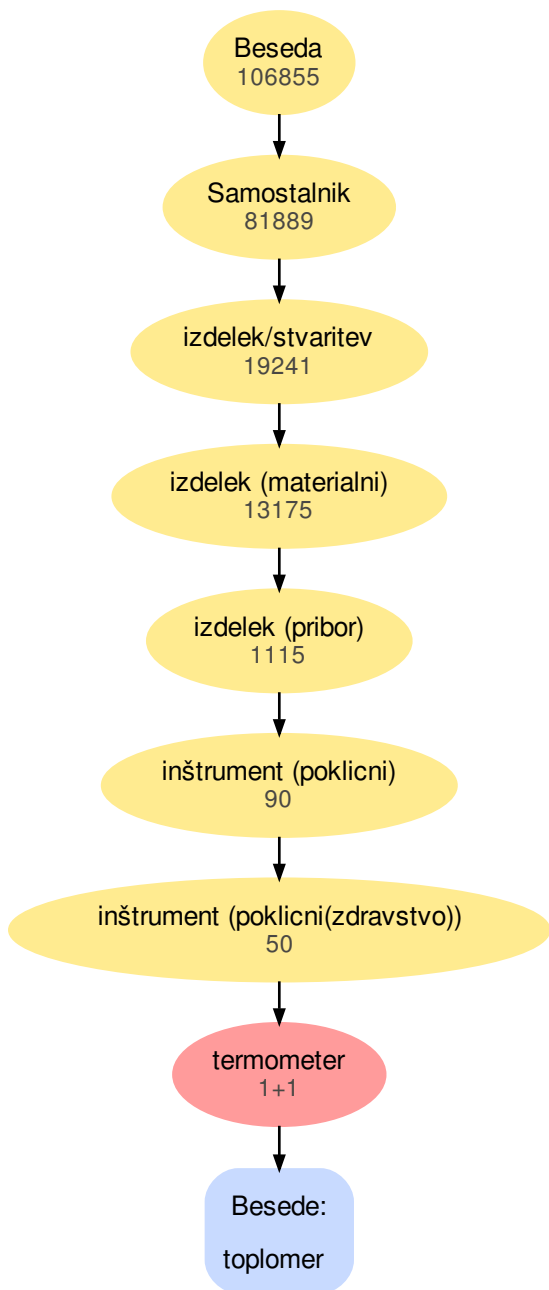 Beseda
106855
Samostalnik
81889
izdelek/stvaritev
19241
izdelek (materialni)
13175
izdelek (pribor)
1115
inštrument (poklicni)
90
inštrument (poklicni(zdravstvo))
50
termometer
1+1
Besede:
toplomer